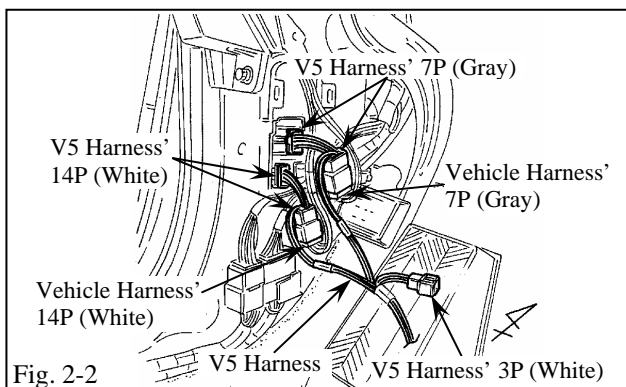 V5 Harness’ 7P (Gray)
V5 Harness’
14P (White)
Vehicle Harness’
7P (Gray)
Vehicle Harness’
14P (White)
V5 Harness
V5 Harness’ 3P (White)
Fig. 2-2